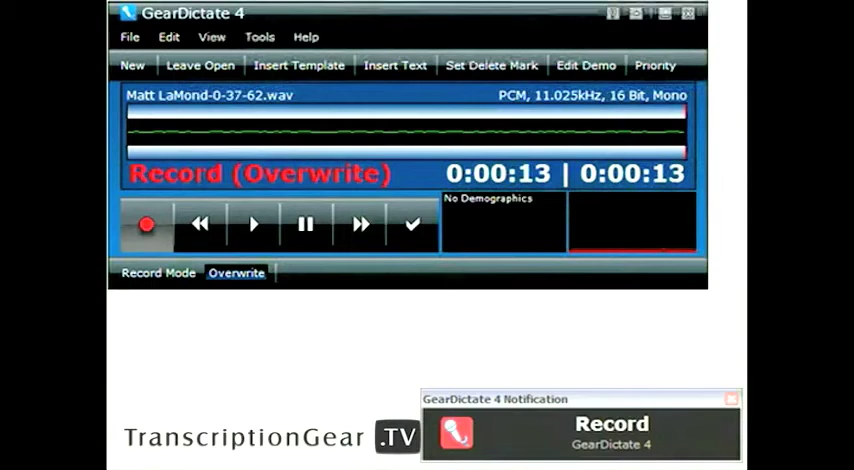 GearDictate 4
File Edit View Tools Help
New Leave Open Insert Template Insert Text Set Delete Mark Edit Demo Priority
Matt LaMond-0-37-62.wav PCM, 11.025kHz, 16 Bit, Mono
Record (Overwrite) 0:00:13 | 0:00:13
No Demographics
Record Mode Overwrite
GearDictate 4 Notification
Record
GearDictate 4
TranscriptionGear .TV